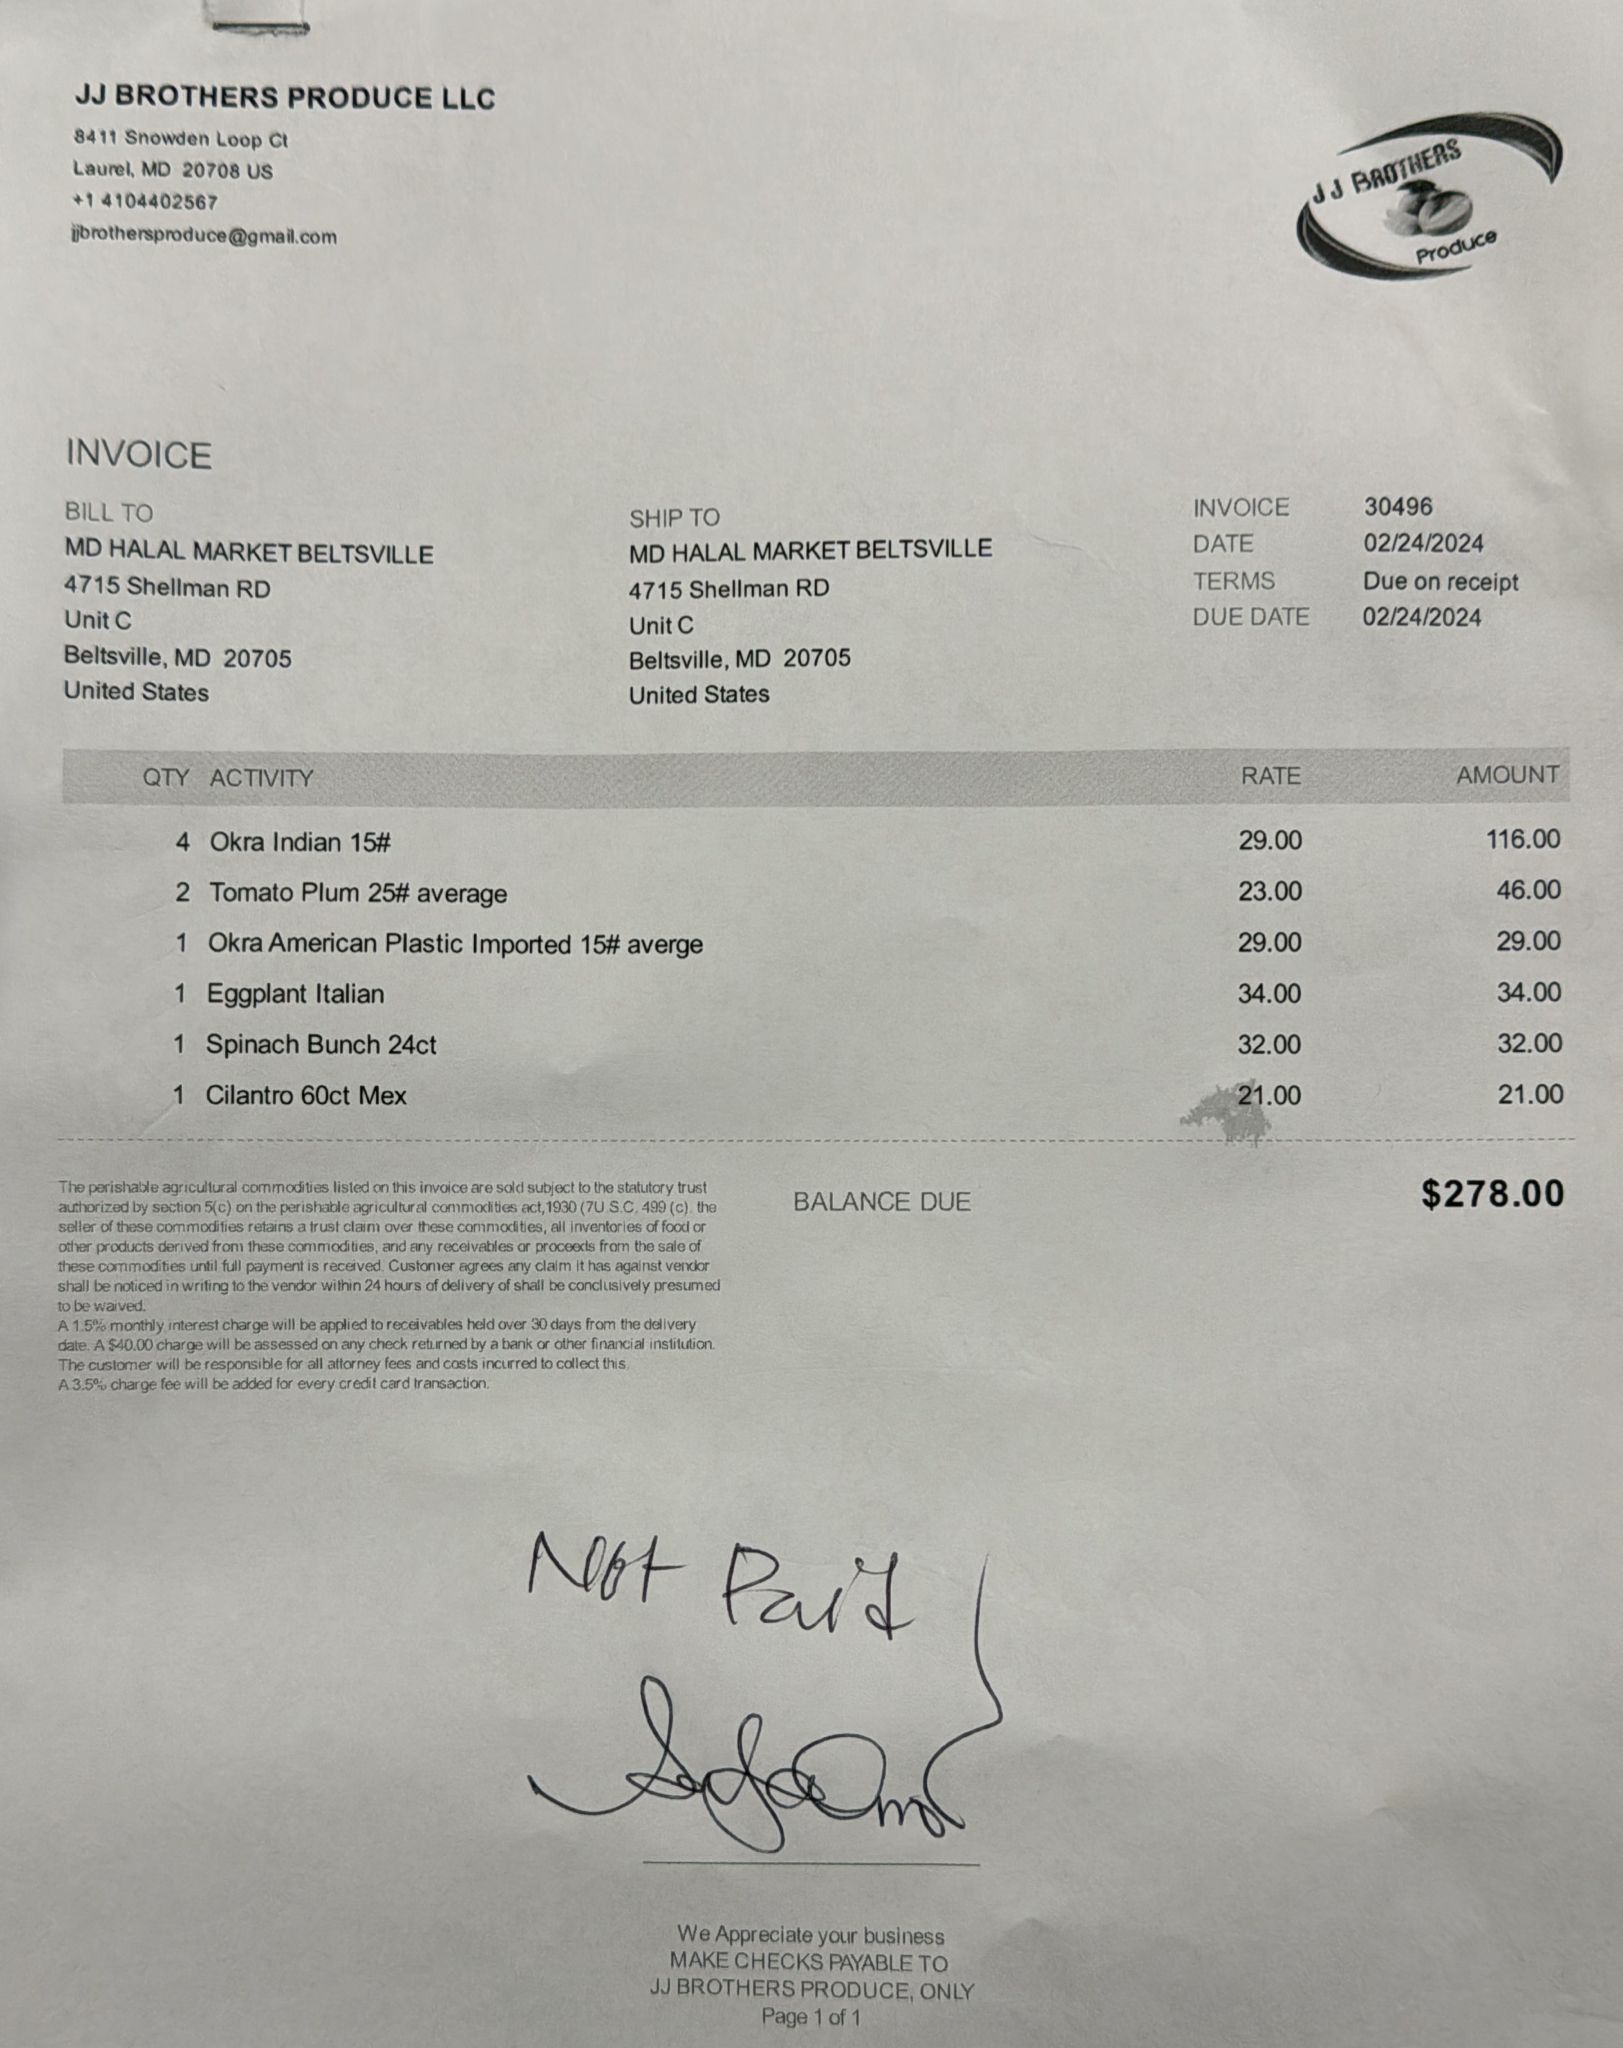 JJ BROTHERS PRODUCE LLC
8411 Snowden Loop Ct
Laurel, MD 20708 US
+1 4104402567
jjbrothersproduce@gmail.com
JJ BROTHERS
Produce
INVOICE
BILL TO
MD HALAL MARKET BELTSVILLE
4715 Shellman RD
Unit C
Beltsville, MD 20705
United States
SHIP TO
MD HALAL MARKET BELTSVILLE
4715 Shellman RD
Unit C
Beltsville, MD 20705
United States
INVOICE 30496
DATE 02/24/2024
TERMS Due on receipt
DUE DATE 02/24/2024
QTY ACTIVITY RATE AMOUNT
4 Okra Indian 15# 29.00 116.00
2 Tomato Plum 25# average 23.00 46.00
1 Okra American Plastic Imported 15# averge 29.00 29.00
1 Eggplant Italian 34.00 34.00
1 Spinach Bunch 24ct 32.00 32.00
1 Cilantro 60ct Mex 21.00 21.00
The perishable agricultural commodities listed on this invoice are sold subject to the statutory trust
authorized by section 5(c) on the perishable agricultural commodities act,1930 (7U.S.C. 499 (c). the
seller of these commodities retains a trust claim over these commodities, all inventories of food or
other products derived from these commodities, and any receivables or proceeds from the sale of
these commodities until full payment is received. Customer agrees any claim it has against vendor
shall be noticed in writing to the vendor within 24 hours of delivery of shall be conclusively presumed
to be waived.
A 1.5% monthly interest charge will be applied to receivables held over 30 days from the delivery
date. A $40.00 charge will be assessed on any check returned by a bank or other financial institution.
The customer will be responsible for all attorney fees and costs incurred to collect this.
A 3.5% charge fee will be added for every credit card transaction.
BALANCE DUE $278.00
Not Paid
We Appreciate your business
MAKE CHECKS PAYABLE TO
JJ BROTHERS PRODUCE, ONLY
Page 1 of 1